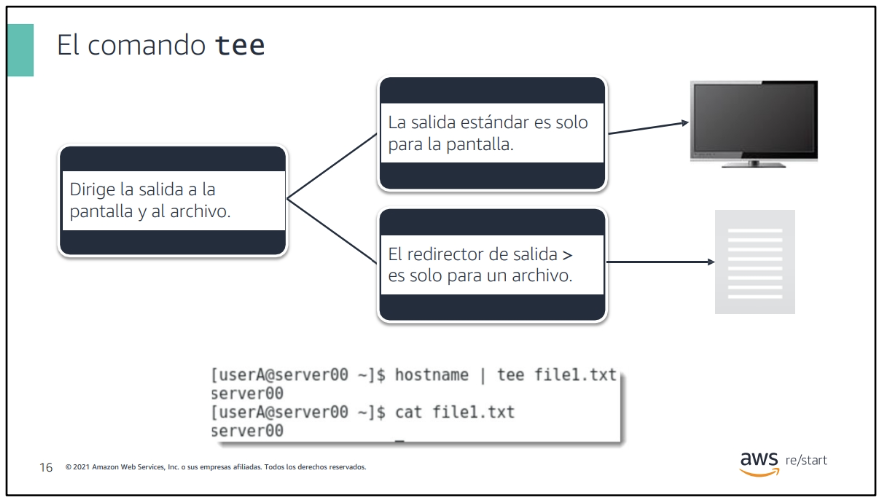 El comando tee
Dirige la salida a la
pantalla y al archivo.
La salida estándar es solo
para la pantalla.
El redirector de salida >
es solo para un archivo.
[userA@server00 ~]$ hostname | tee file1.txt
server00
[userA@server00 ~]$ cat file1.txt
server00
16 © 2021 Amazon Web Services, Inc. o sus empresas afiliadas. Todos los derechos reservados.
aws re/start